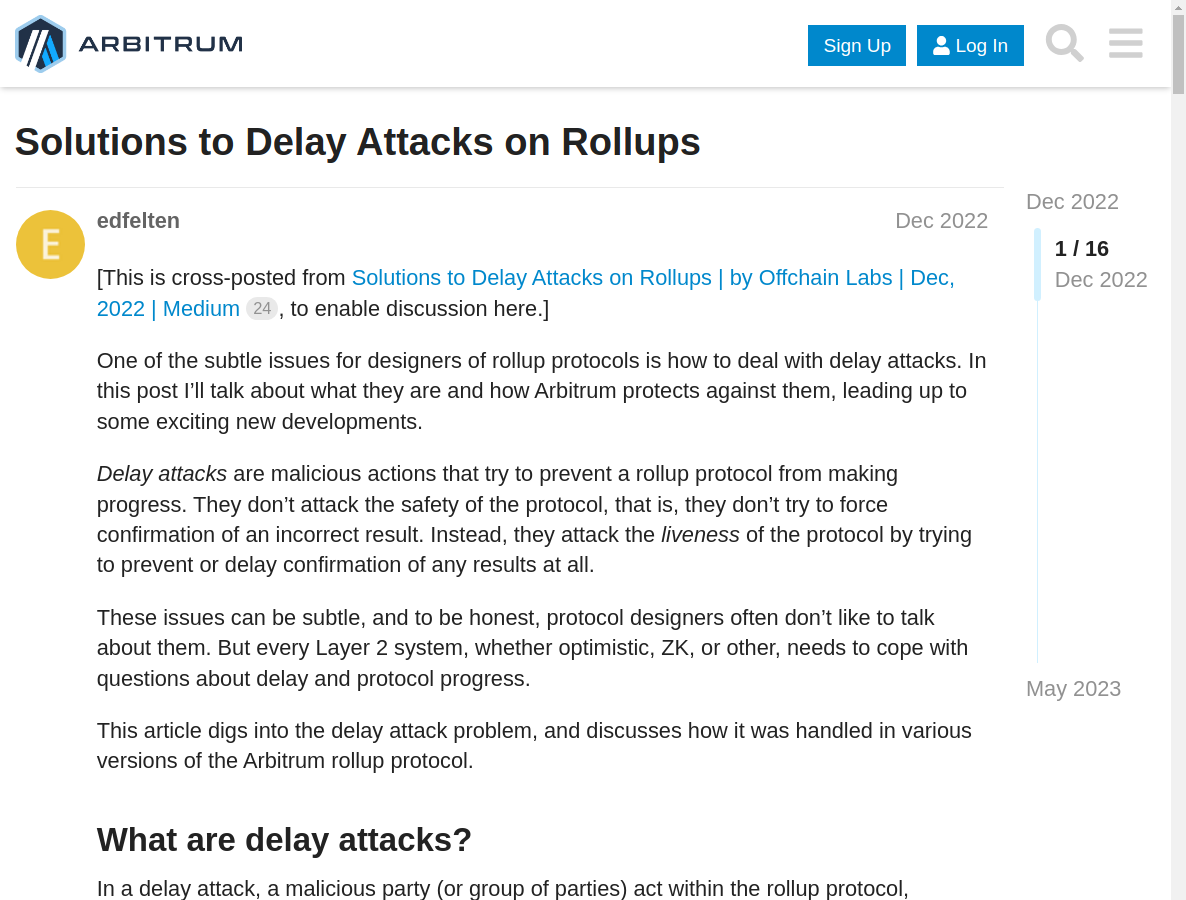 ARBITRUM
Sign Up
Log In
Solutions to Delay Attacks on Rollups
E
edfelten
Dec 2022
[This is cross-posted from Solutions to Delay Attacks on Rollups | by Offchain Labs | Dec,
2022 | Medium 24, to enable discussion here.]
One of the subtle issues for designers of rollup protocols is how to deal with delay attacks. In
this post I’ll talk about what they are and how Arbitrum protects against them, leading up to
some exciting new developments.
Delay attacks are malicious actions that try to prevent a rollup protocol from making
progress. They don’t attack the safety of the protocol, that is, they don’t try to force
confirmation of an incorrect result. Instead, they attack the liveness of the protocol by trying
to prevent or delay confirmation of any results at all.
These issues can be subtle, and to be honest, protocol designers often don’t like to talk
about them. But every Layer 2 system, whether optimistic, ZK, or other, needs to cope with
questions about delay and protocol progress.
This article digs into the delay attack problem, and discusses how it was handled in various
versions of the Arbitrum rollup protocol.
What are delay attacks?
In a delay attack, a malicious party (or group of parties) act within the rollup protocol,
Dec 2022
1 / 16
Dec 2022
May 2023